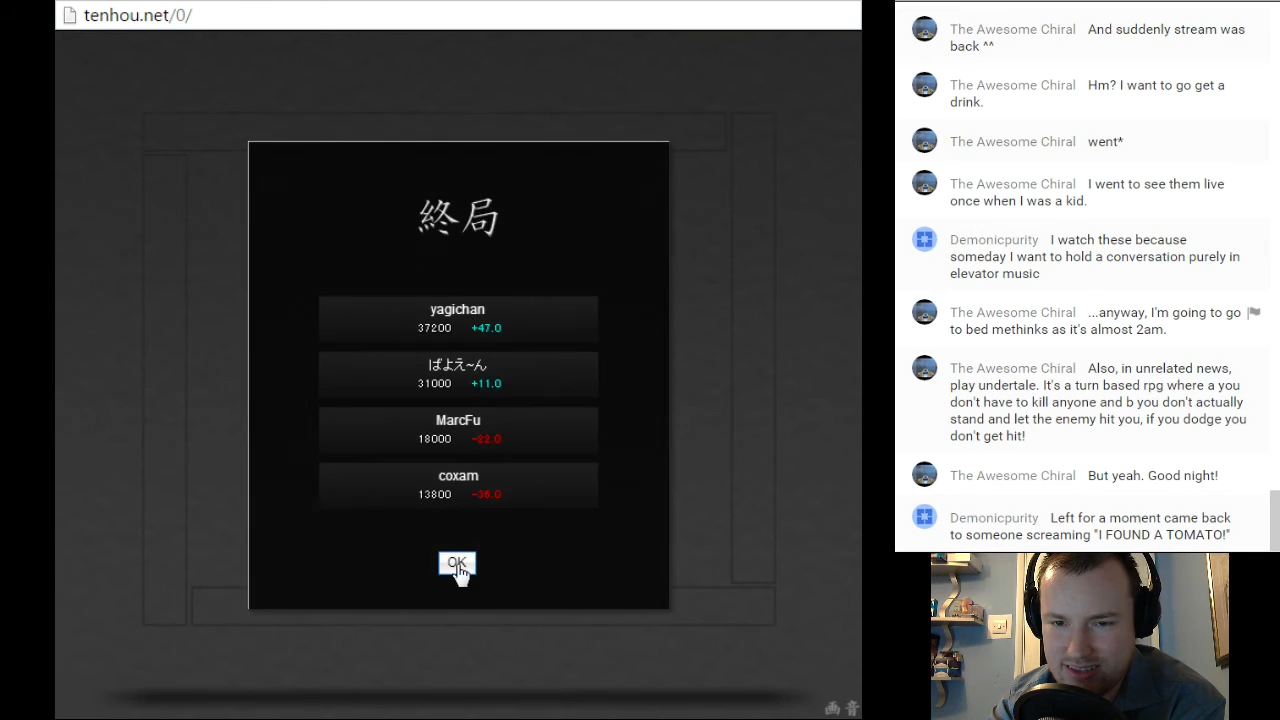 tenhou.net/0/
終局
yagichan
37200 +47.0
ぱよえ~ん
31000 +11.0
MarcFu
18000 -22.0
coxam
13800 -36.0
OK
画 音
The Awesome Chiral And suddenly stream was
back ^^
The Awesome Chiral Hm? I want to go get a
drink.
The Awesome Chiral went*
The Awesome Chiral I went to see them live
once when I was a kid.
Demonicpurity I watch these because
someday I want to hold a conversation purely in
elevator music
The Awesome Chiral ...anyway, I'm going to go
to bed methinks as it's almost 2am.
The Awesome Chiral Also, in unrelated news,
play undertale. It's a turn based rpg where a you
don't have to kill anyone and b you don't actually
stand and let the enemy hit you, if you dodge you
don't get hit!
The Awesome Chiral But yeah. Good night!
Demonicpurity Left for a moment came back
to someone screaming "I FOUND A TOMATO!"